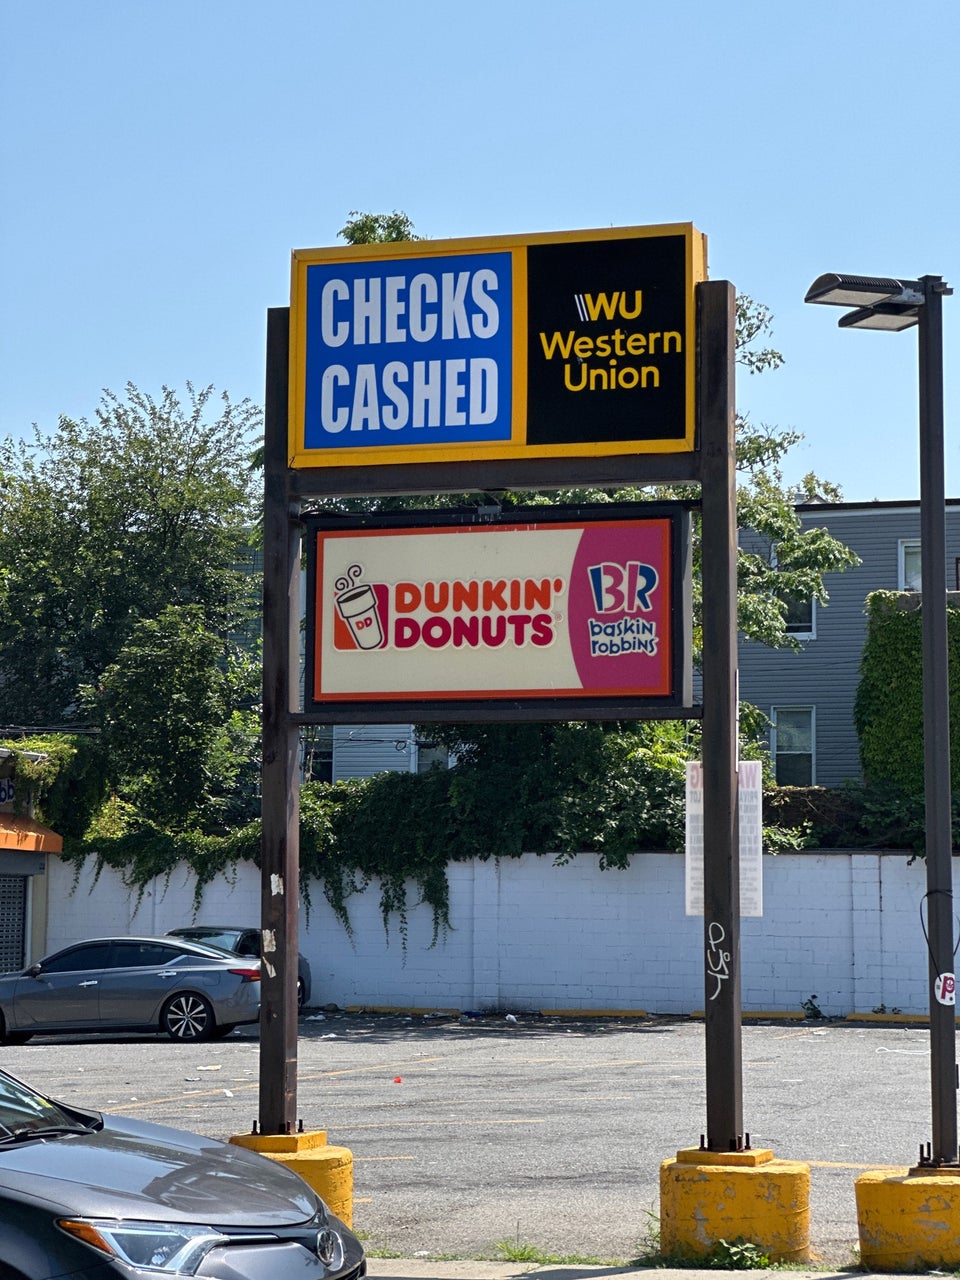 CHECKS
CASHED
WU
Western
Union
DD
DUNKIN'
DONUTS
BR
baskin
robbins